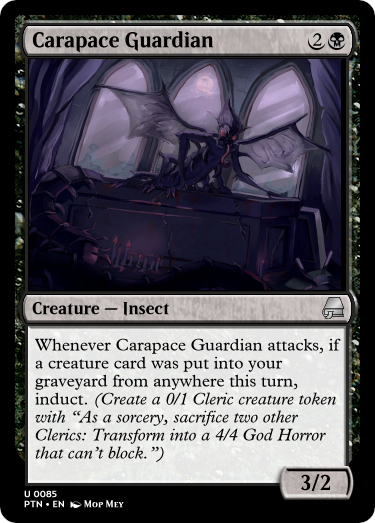 Carapace Guardian 2
Creature — Insect
Whenever Carapace Guardian attacks, if
a creature card was put into your
graveyard from anywhere this turn,
induct. (Create a 0/1 Cleric creature token
with “As a sorcery, sacrifice two other
Clerics: Transform into a 4/4 God Horror
that can’t block.”)
3/2
U 0085
PTN • EN Mop Mey